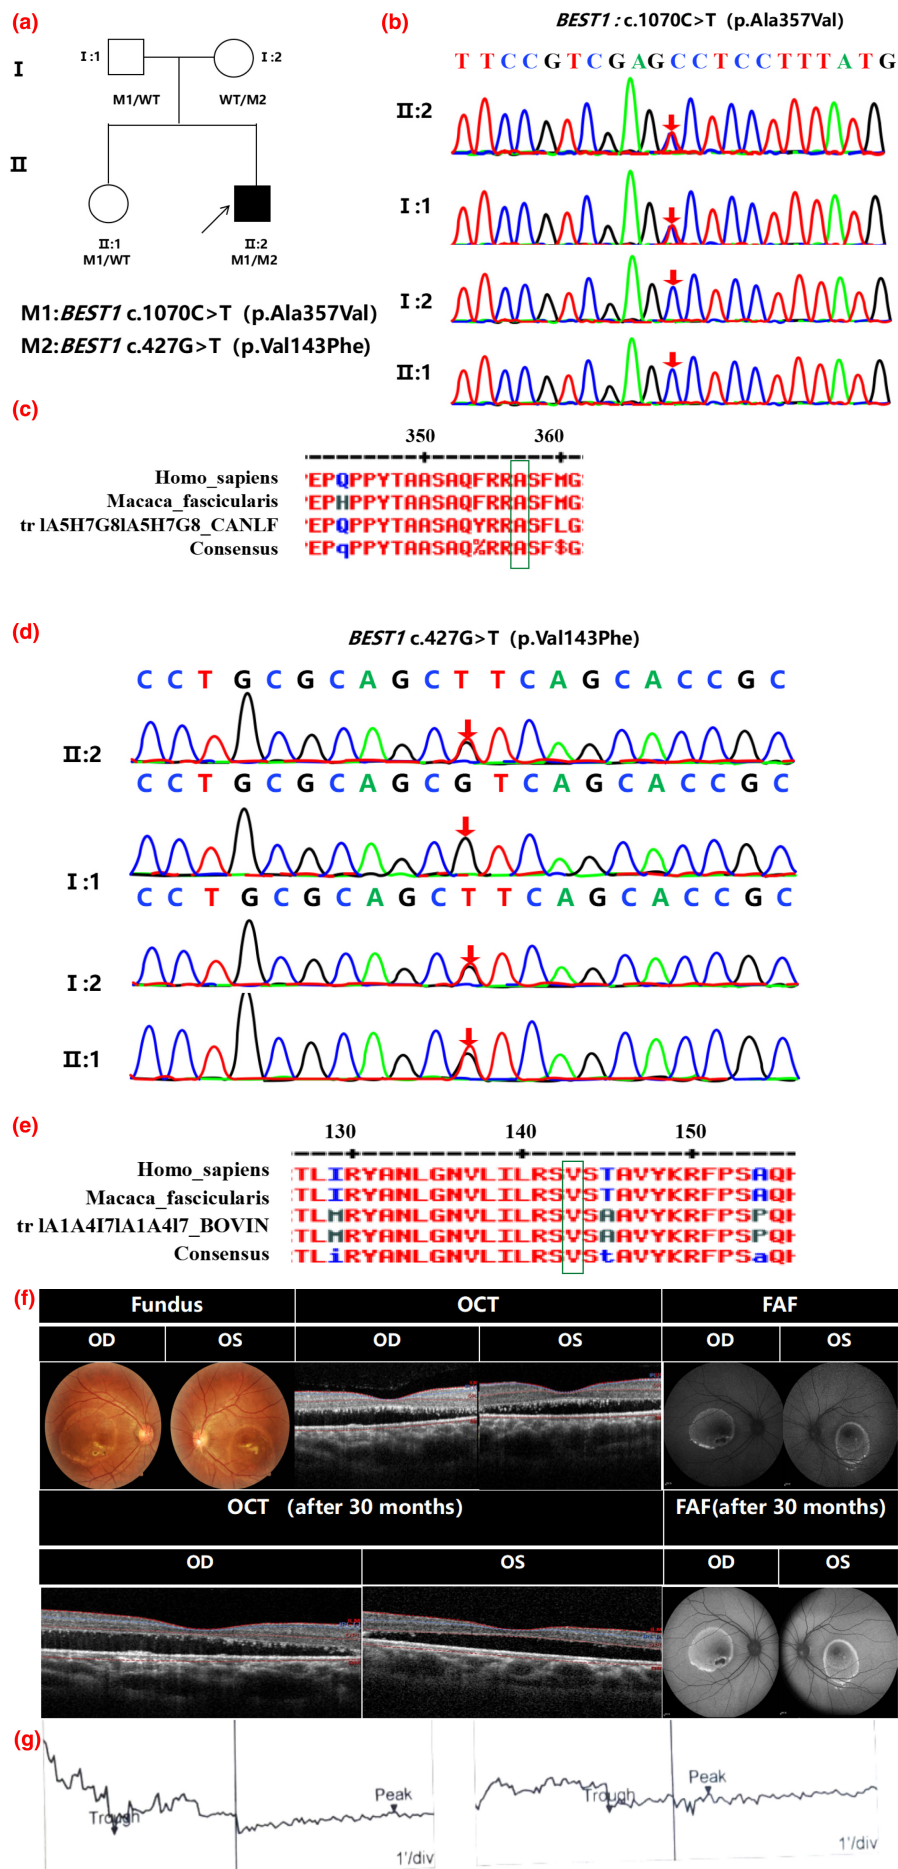 (a)
I
I:1
I:2
M1/WT
WT/M2
II
II:1
M1/WT
II:2
M1/M2
M1:BEST1 c.1070C>T (p.Ala357Val)
M2:BEST1 c.427G>T (p.Val143Phe)
(b)
BEST1 : c.1070C>T (p.Ala357Val)
T T C C G T C G A G C C T C C T T T A T G
II:2
I:1
I:2
II:1
(c)
350 360
Homo_sapiens EPQPPYTAASAQFRRASFMG
Macaca_fascicularis EPHPPYTAASAQFRRASFMG
tr lA5H7G8lA5H7G8_CANLF EPQPPYTAASAQYRRASFLG
Consensus EPqPPYTAASAQ%RRASF$G
(d)
BEST1 c.427G>T (p.Val143Phe)
C C T G C G C A G C T T C A G C A C C G C
II:2
C C T G C G C A G C G T C A G C A C C G C
I:1
C C T G C G C A G C T T C A G C A C C G C
I:2
II:1
(e)
130 140 150
Homo_sapiens TLIRYANLGNVLILRSVSTAVYKRFPSAQH
Macaca_fascicularis TLIRYANLGNVLILRSVSTAVYKRFPSAQH
tr lA1A4I7lA1A4l7_BOVIN TLMRYANLGNVLILRSVSAAVYKRFPSPQH
TLMRYANLGNVLILRSVSAAVYKRFPSPQH
Consensus TLiRYANLGNVLILRSVStAVYKRFPSaQH
(f)
Fundus OCT FAF
OD OS OD OS OD OS
OCT (after 30 months) FAF(after 30 months)
OD OS OD OS
(g)
Trough
Peak
1'/div
Trough
Peak
1'/div